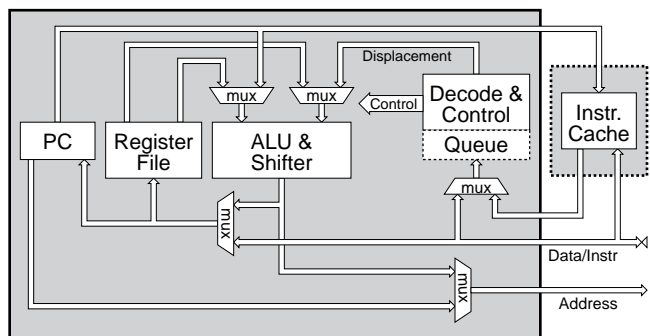 Displacement
mux
mux
Control
Decode &
Control
Queue
Instr.
Cache
PC
Register
File
ALU &
Shifter
mux
mux
Data/Instr
mux
Address